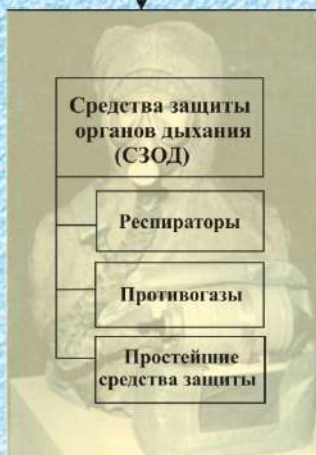 Средства защиты
органов дыхания
(СЗОД)
Респираторы
Противогазы
Простейшие
средства защиты